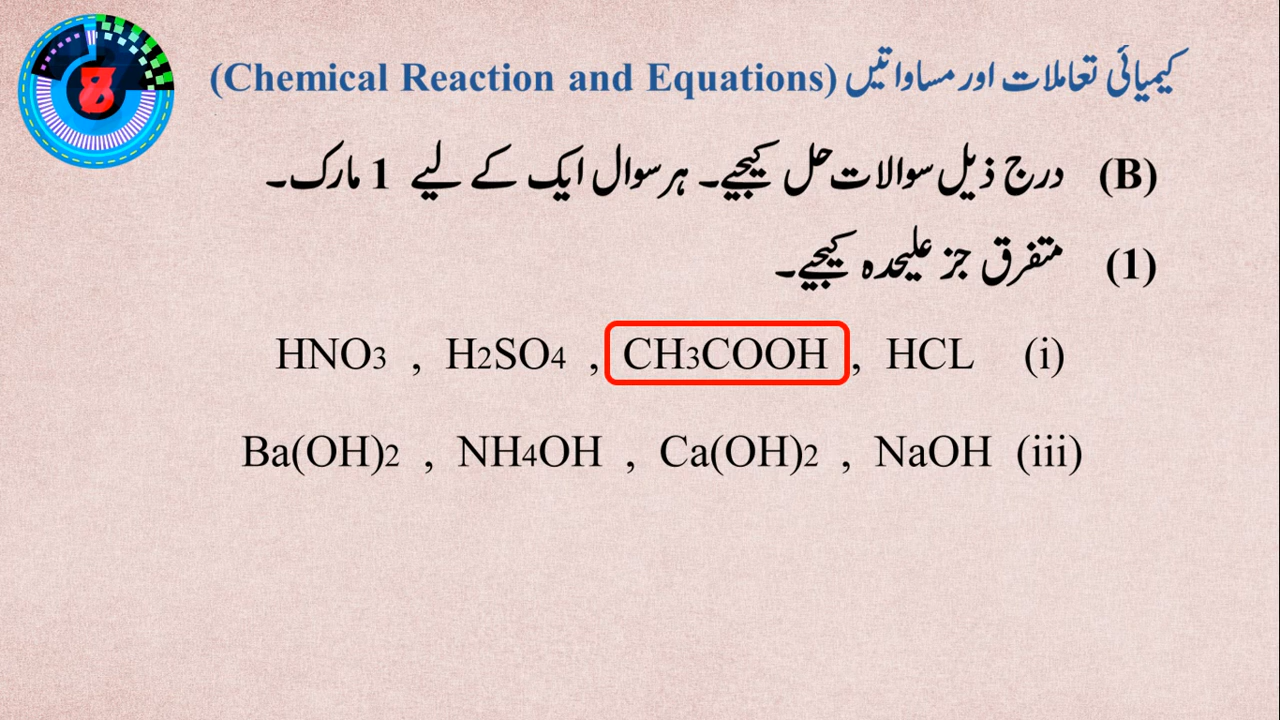 8
کیمیائی تعاملات اور مساواتیں (Chemical Reaction and Equations)
(B) درج ذیل سوالات حل کیجیے۔ ہر سوال ایک کے لیے 1 مارک۔
(1) متفرق جز علیحدہ کیجیے۔
(i) HCL , CH3COOH , H2SO4 , HNO3
(iii) NaOH , Ca(OH)2 , NH4OH , Ba(OH)2